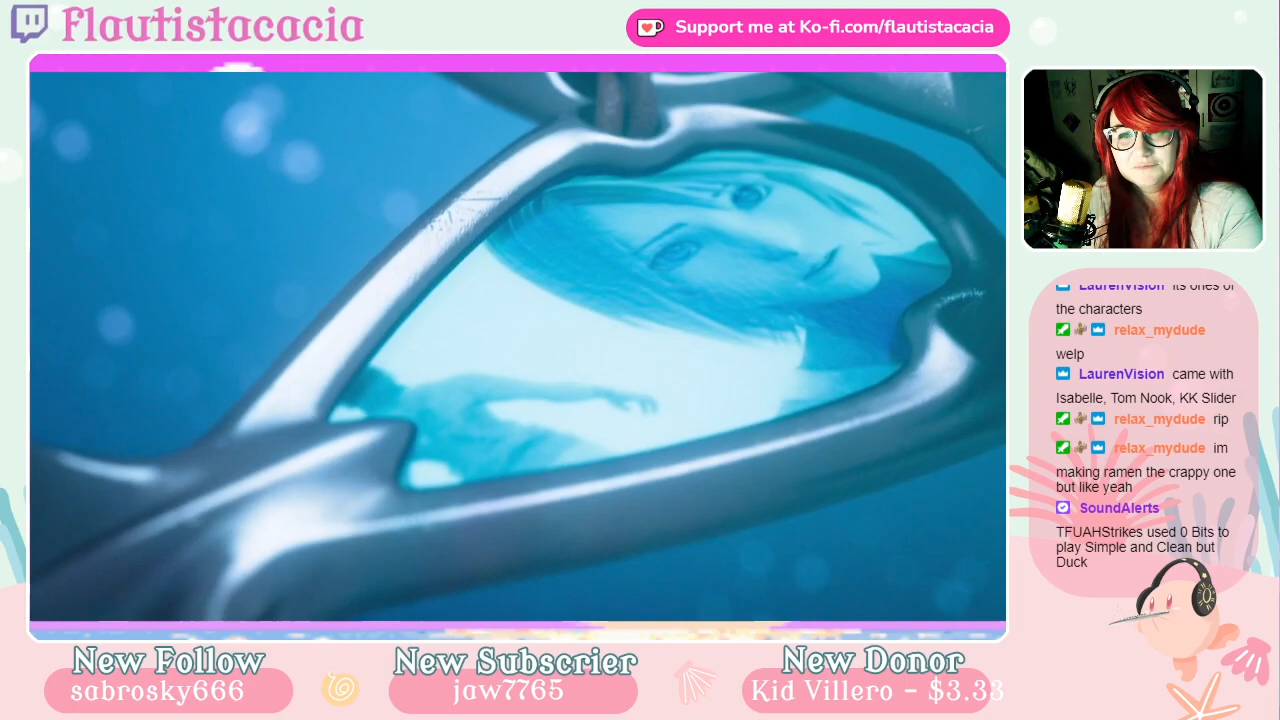 Flautistacacia
Support me at Ko-fi.com/flautistacacia
LaurenVision its ones of
the characters
relax_mydude
welp
LaurenVision came with
Isabelle, Tom Nook, KK Slider
relax_mydude rip
relax_mydude im
making ramen the crappy one
but like yeah
SoundAlerts
TFUAHStrikes used 0 Bits to
play Simple and Clean but
Duck
New Follow
sabrosky666
New Subscrier
jaw7765
New Donor
Kid Villero - $3.33